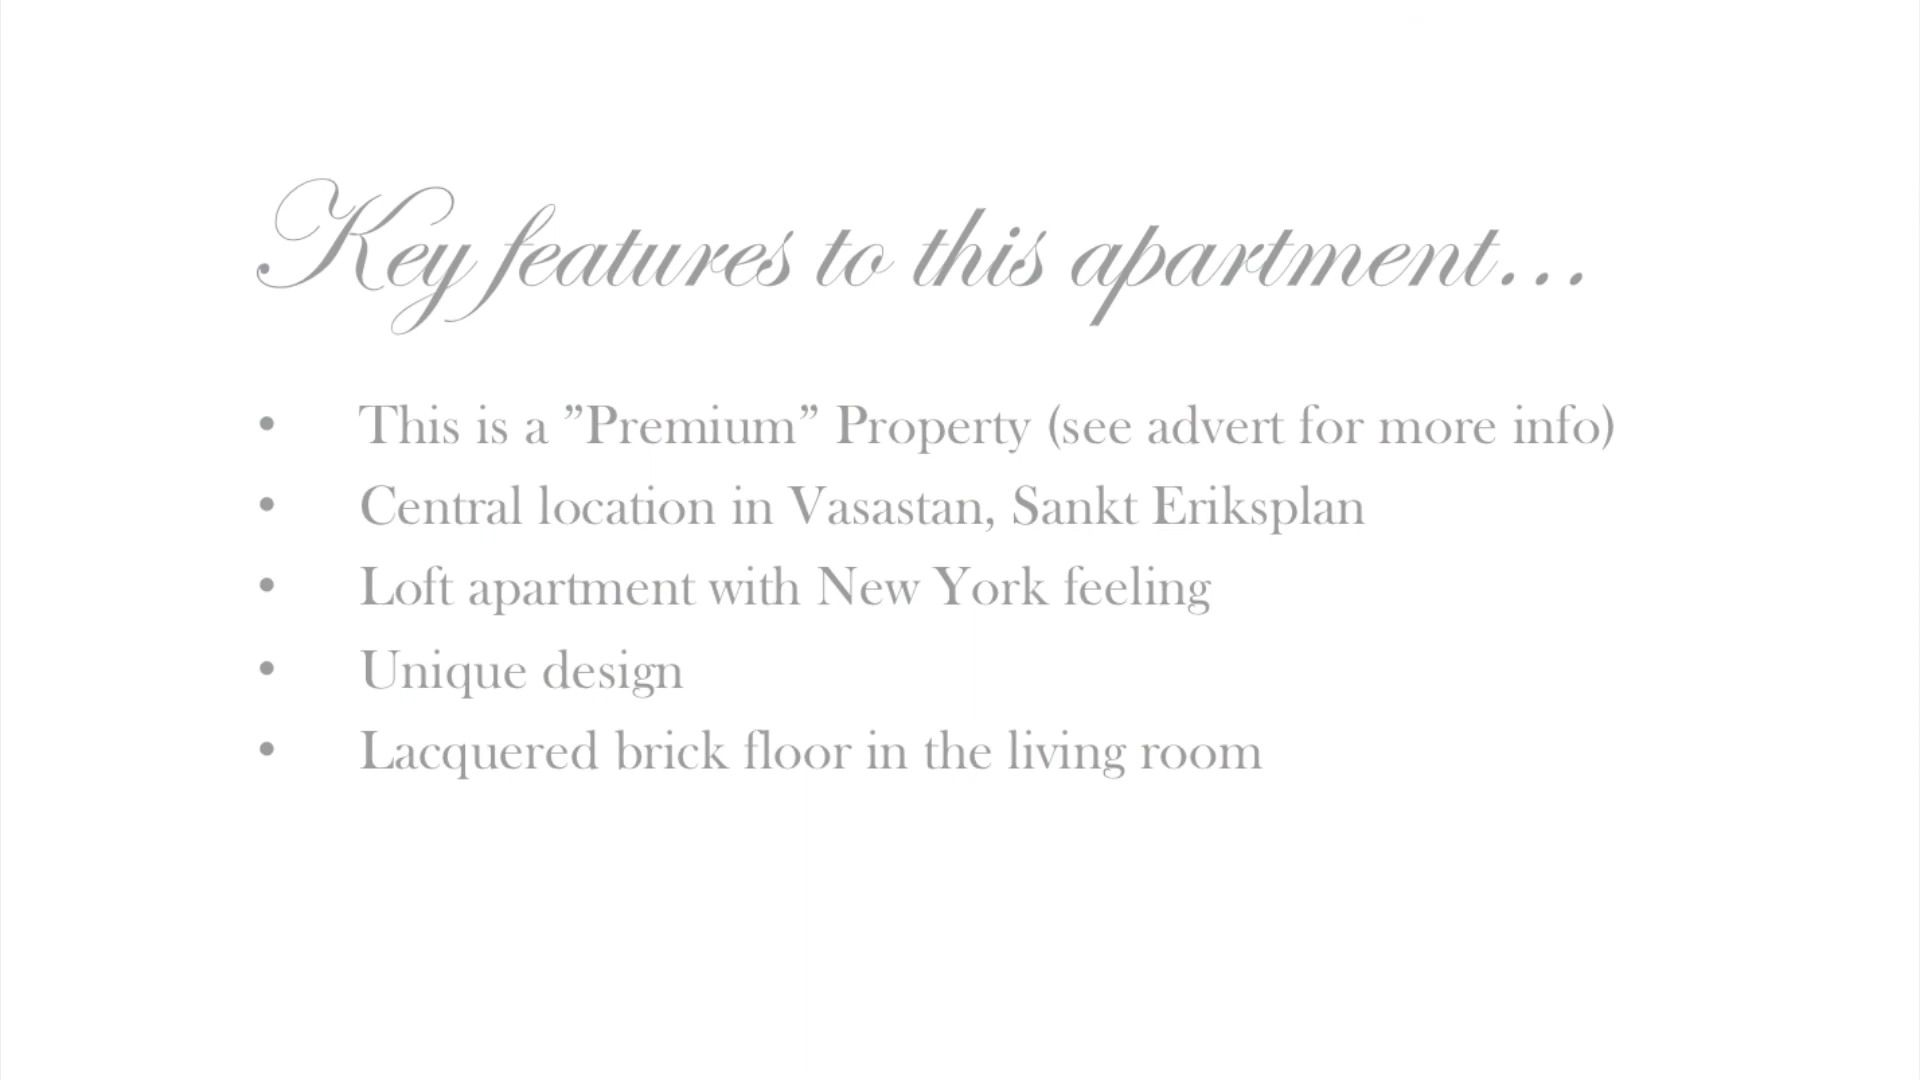 Key features to this apartment...
• This is a ”Premium” Property (see advert for more info)
• Central location in Vasastan, Sankt Eriksplan
• Loft apartment with New York feeling
• Unique design
• Lacquered brick floor in the living room